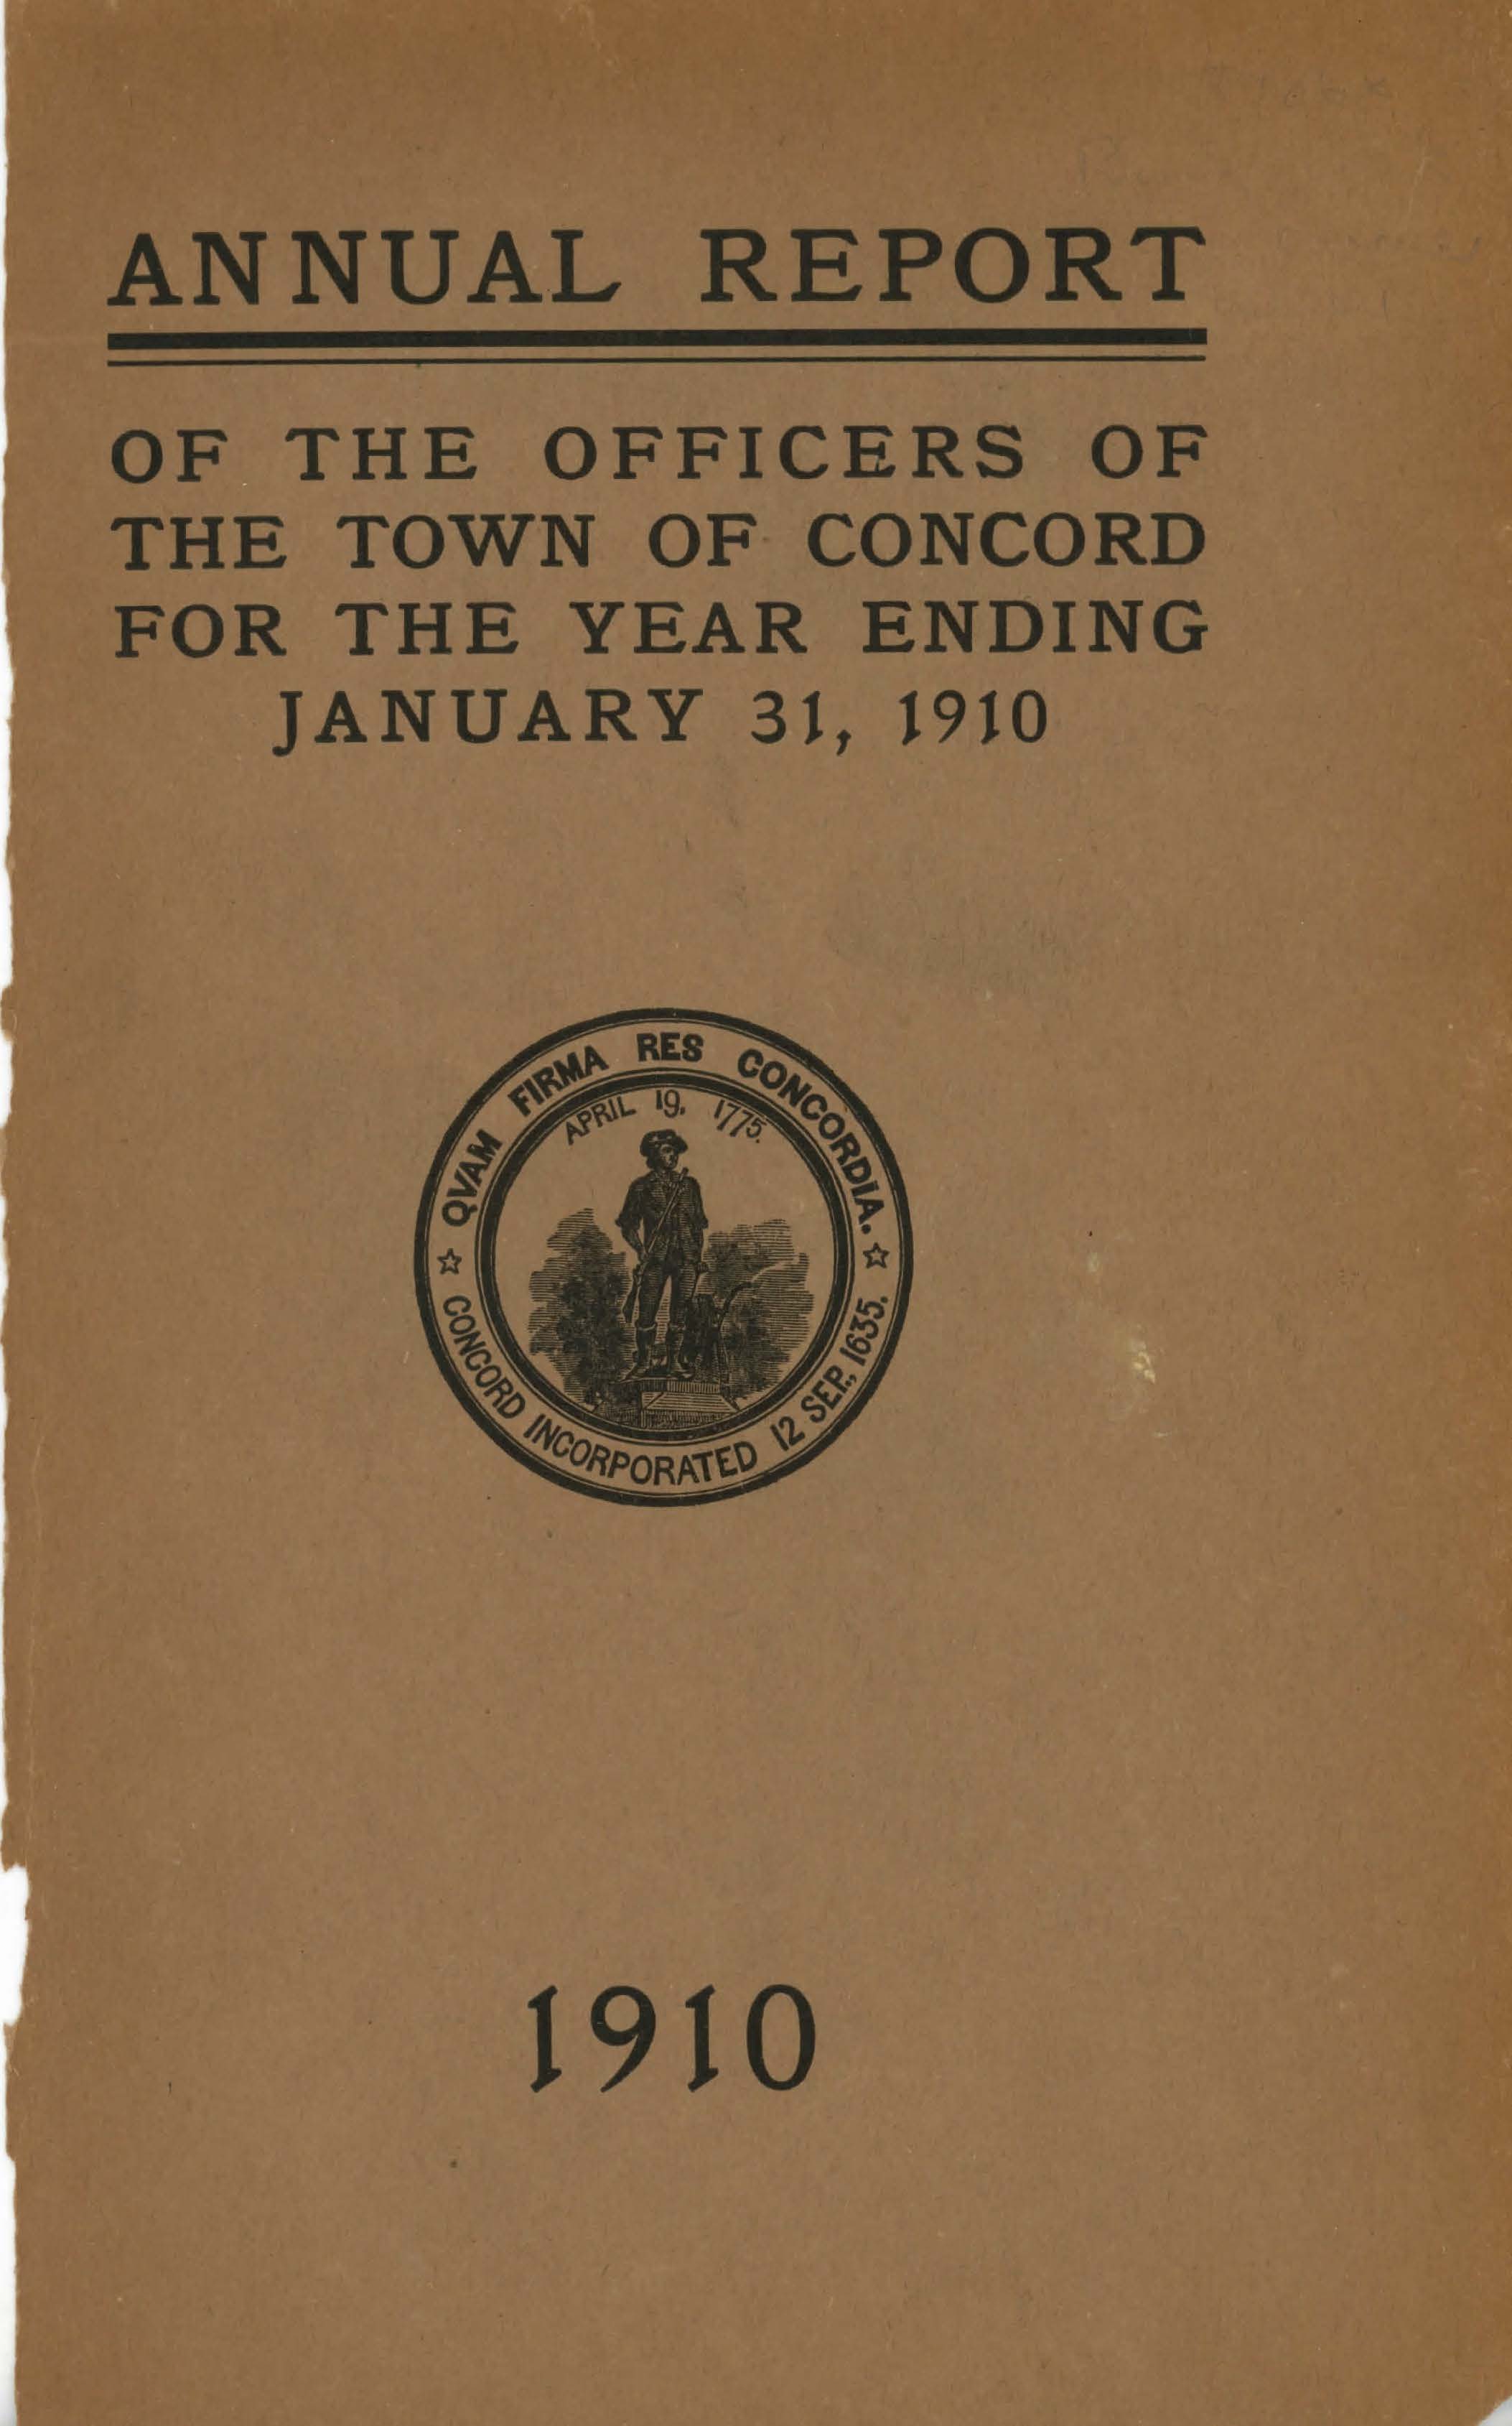 ANNUAL REPORT
OF THE OFFICERS OF
THE TOWN OF CONCORD
FOR THE YEAR ENDING
JANUARY 31, 1910
QVAM FIRMA RES CONCORDIA.
APRIL 19, 1775.
CONCORD INCORPORATED 12 SEP., 1635.
1910